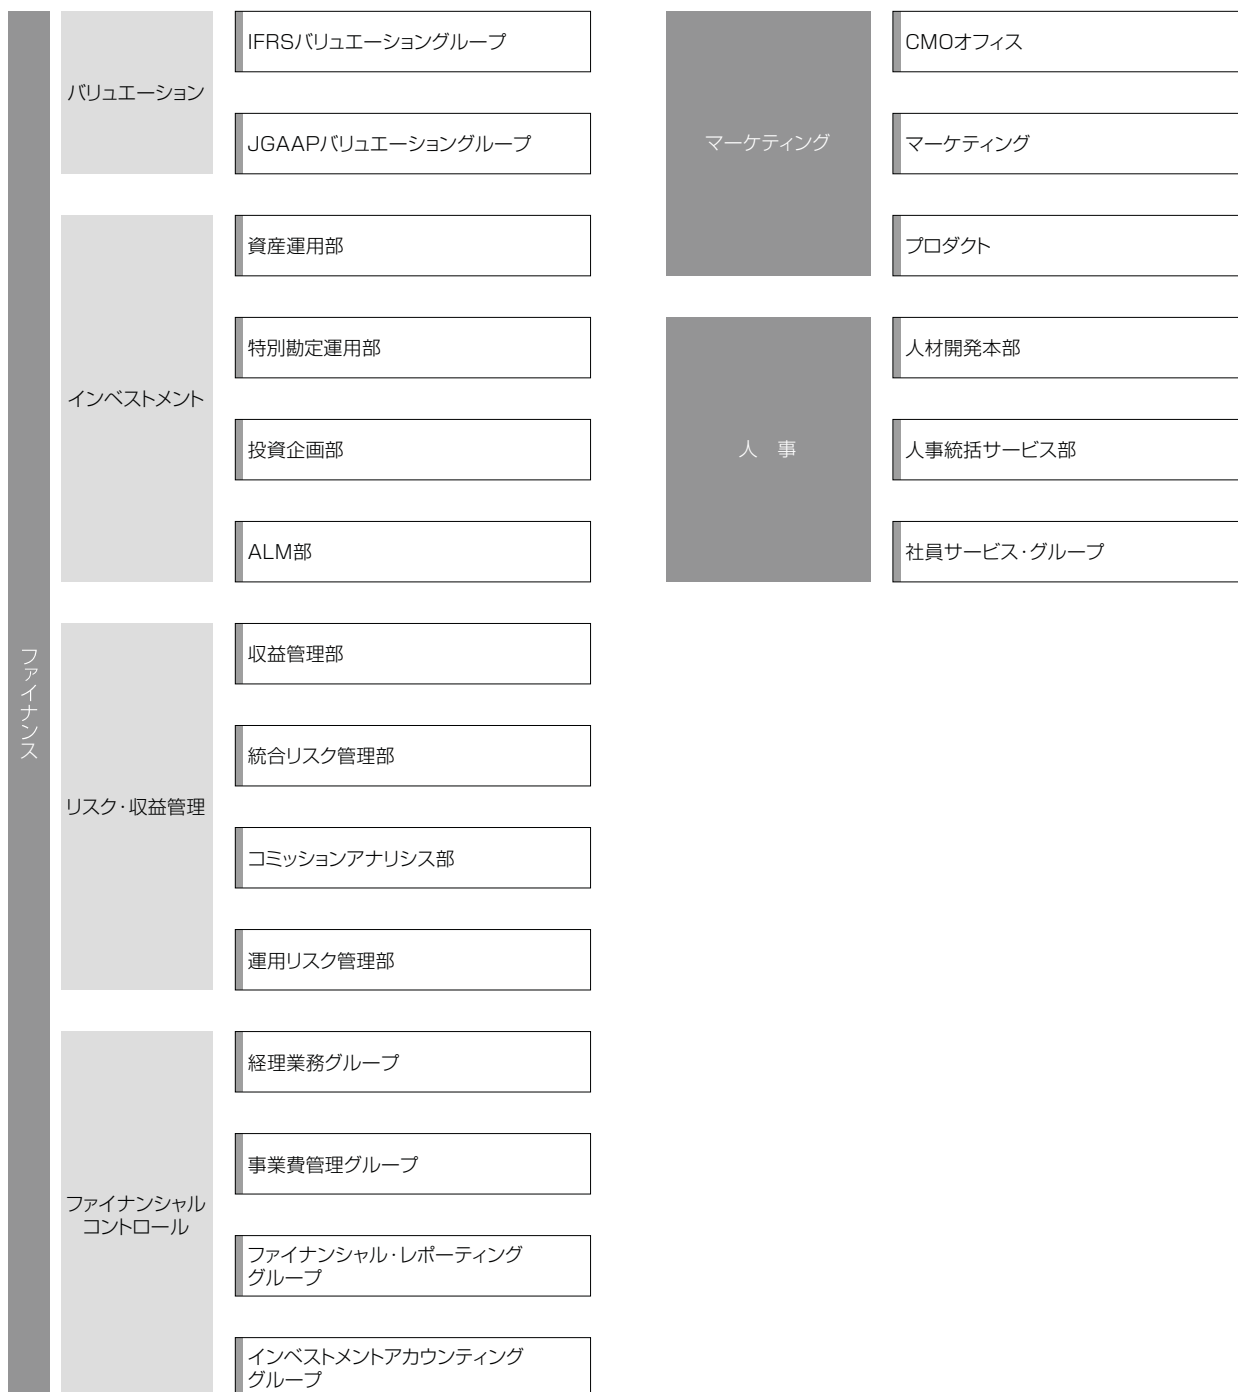 ファイナンス
バリュエーション
IFRSバリュエーショングループ
JGAAPバリュエーショングループ
インベストメント
資産運用部
特別勘定運用部
投資企画部
ALM部
リスク・収益管理
収益管理部
統合リスク管理部
コミッションアナリシス部
運用リスク管理部
ファイナンシャル
コントロール
経理業務グループ
事業費管理グループ
ファイナンシャル・レポーティング
グループ
インベストメントアカウンティング
グループ
マーケティング
CMOオフィス
マーケティング
プロダクト
人　事
人材開発本部
人事統括サービス部
社員サービス・グループ